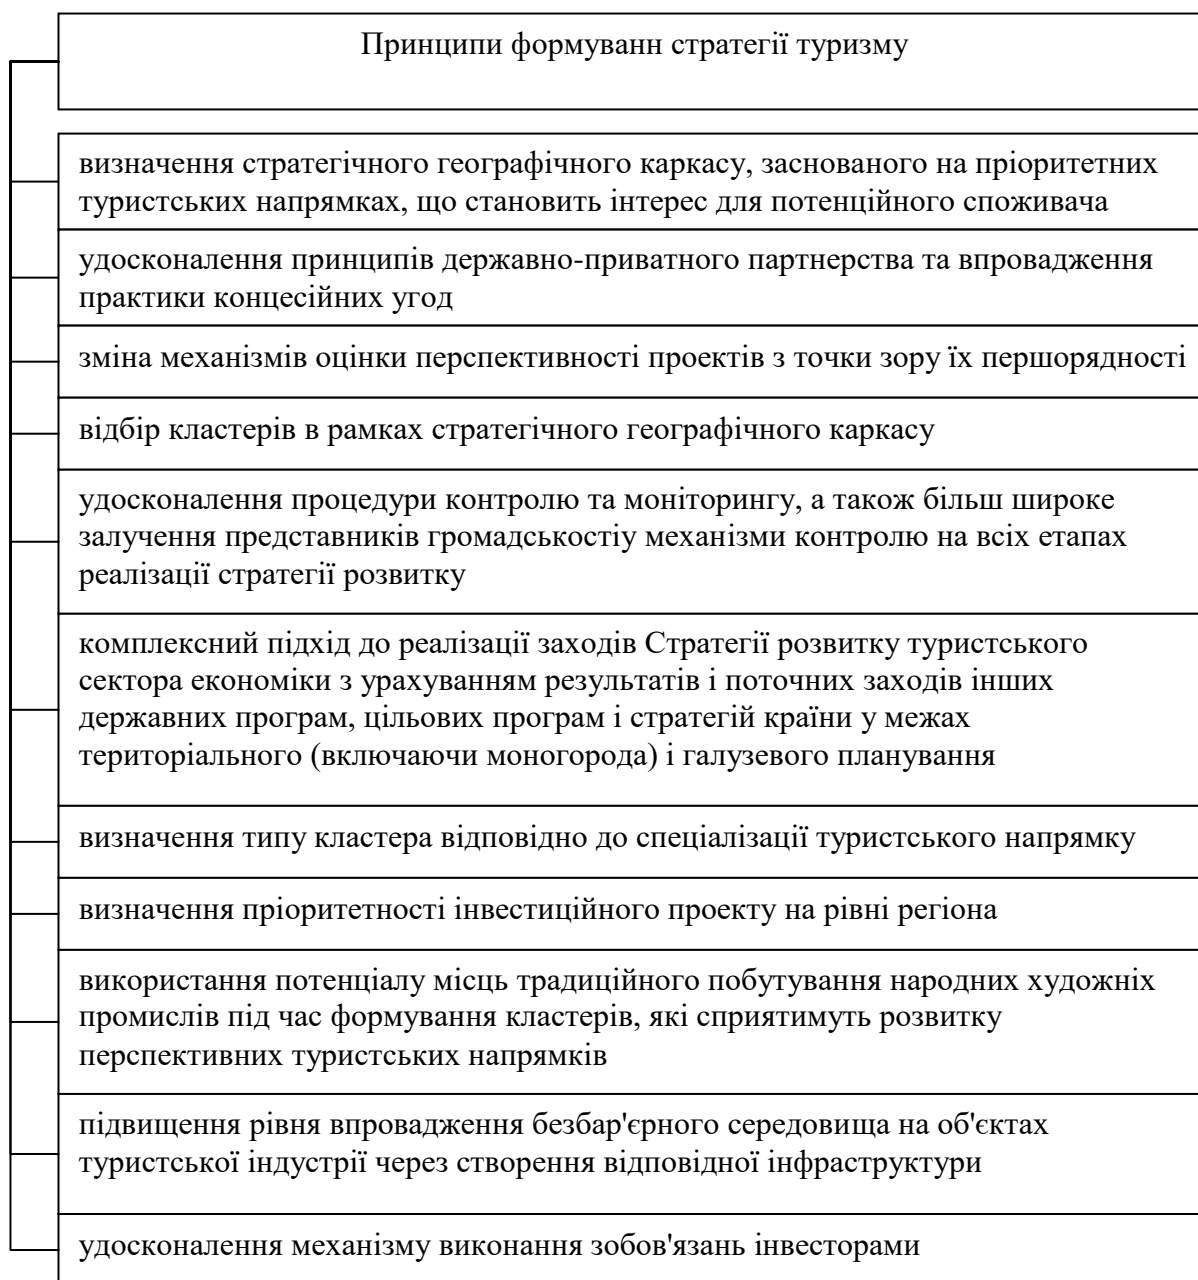 Принципи формуванн стратегії туризму
визначення стратегічного географічного каркасу, заснованого на пріоритетних
туристських напрямках, що становить інтерес для потенційного споживача
удосконалення принципів державно-приватного партнерства та впровадження
практики концесійних угод
зміна механізмів оцінки перспективності проектів з точки зору їх першорядності
відбір кластерів в рамках стратегічного географічного каркасу
удосконалення процедури контролю та моніторингу, а також більш широке
залучення представників громадськостіу механізми контролю на всіх етапах
реалізації стратегії розвитку
комплексний підхід до реалізації заходів Стратегії розвитку туристського
сектора економіки з урахуванням результатів і поточних заходів інших
державних програм, цільових програм і стратегій країни у межах
територіального (включаючи моногорода) і галузевого планування
визначення типу кластера відповідно до спеціалізації туристського напрямку
визначення пріоритетності інвестиційного проекту на рівні регіона
використання потенціалу місць традиційного побутування народних художніх
промислів під час формування кластерів, які сприятимуть розвитку
перспективних туристських напрямків
підвищення рівня впровадження безбар'єрного середовища на об'єктах
туристської індустрії через створення відповідної інфраструктури
удосконалення механізму виконання зобов'язань інвесторами